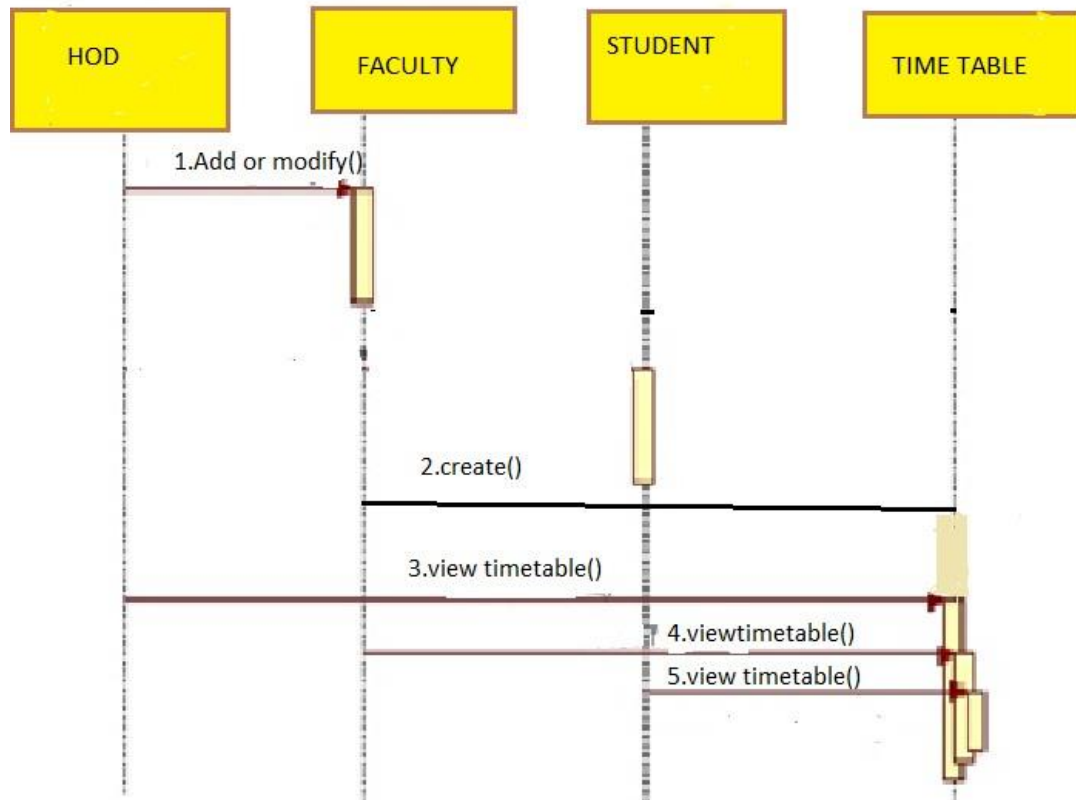 HOD
FACULTY
STUDENT
TIME TABLE
1.Add or modify()
2.create()
3.view timetable()
4.viewtimetable()
5.view timetable()